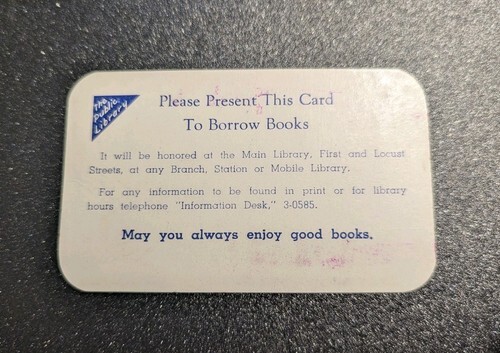 The
Public
Library
Please Present This Card
To Borrow Books
It will be honored at the Main Library, First and Locust
Streets, at any Branch, Station or Mobile Library.
For any information to be found in print or for library
hours telephone "Information Desk," 3-0585.
May you always enjoy good books.